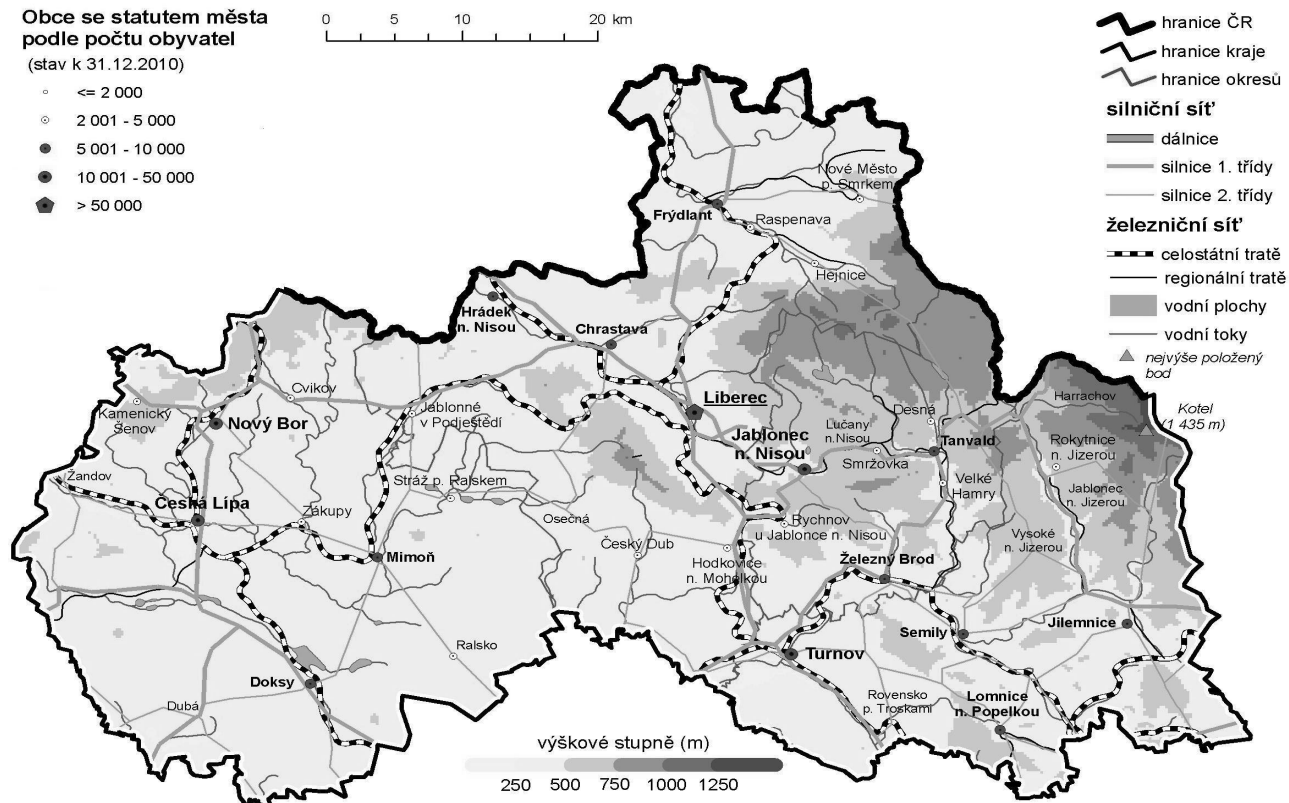 Obce se statutem města
podle počtu obyvatel
(stav k 31.12.2010)
<= 2 000
2 001 - 5 000
5 001 - 10 000
10 001 - 50 000
> 50 000
0 5 10 20 km
hranice ČR
hranice kraje
hranice okresů
silniční síť
dálnice
silnice 1. třídy
silnice 2. třídy
železniční síť
celostátní tratě
regionální tratě
vodní plochy
vodní toky
nejvýše položený
bod
Nové Město
p. Smrkem
Frýdlant
Raspenava
Hejnice
Hrádek
n. Nisou
Chrastava
Cvikov
Kamenický
Šenov
Nový Bor
Jablonné
v Podještědí
Liberec
Jablonec
n. Nisou
Lučany
n.Nisou
Smržovka
Desná
Tanvald
Harrachov
Kotel
(1 435 m)
Rokytnice
n. Jizerou
Jablonec
n. Jizerou
Velké
Hamry
Vysoké
n. Jizerou
Žandov
Česká Lípa
Zákupy
Stráž p. Ralskem
Osečná
Mimoň
Český Dub
Hodkovice
n. Mohelkou
Rychnov
u Jablonce n. Nisou
Železný Brod
Semily
Jilemnice
Turnov
Ralsko
Doksy
Dubá
Rovensko
p. Troskami
Lomnice
n. Popelkou
výškové stupně (m)
250 500 750 1000 1250